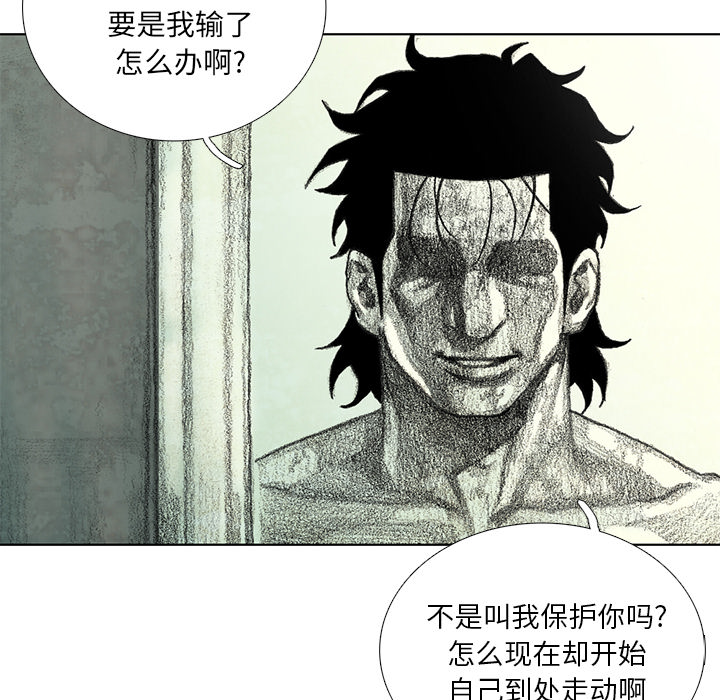 要是我输了
怎么办啊?
不是叫我保护你吗?
怎么现在却开始
自己到处走动啊